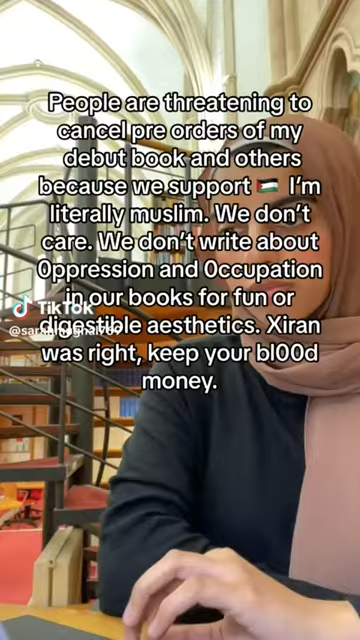 People are threatening to
cancel pre orders of my
debut book and others
because we support 🇵🇸 I'm
literally muslim. We don't
care. We don't write about
0ppression and 0ccupation
in our books for fun or
TikTok
digestible aesthetics. Xiran
was right, keep your bl00d
money.